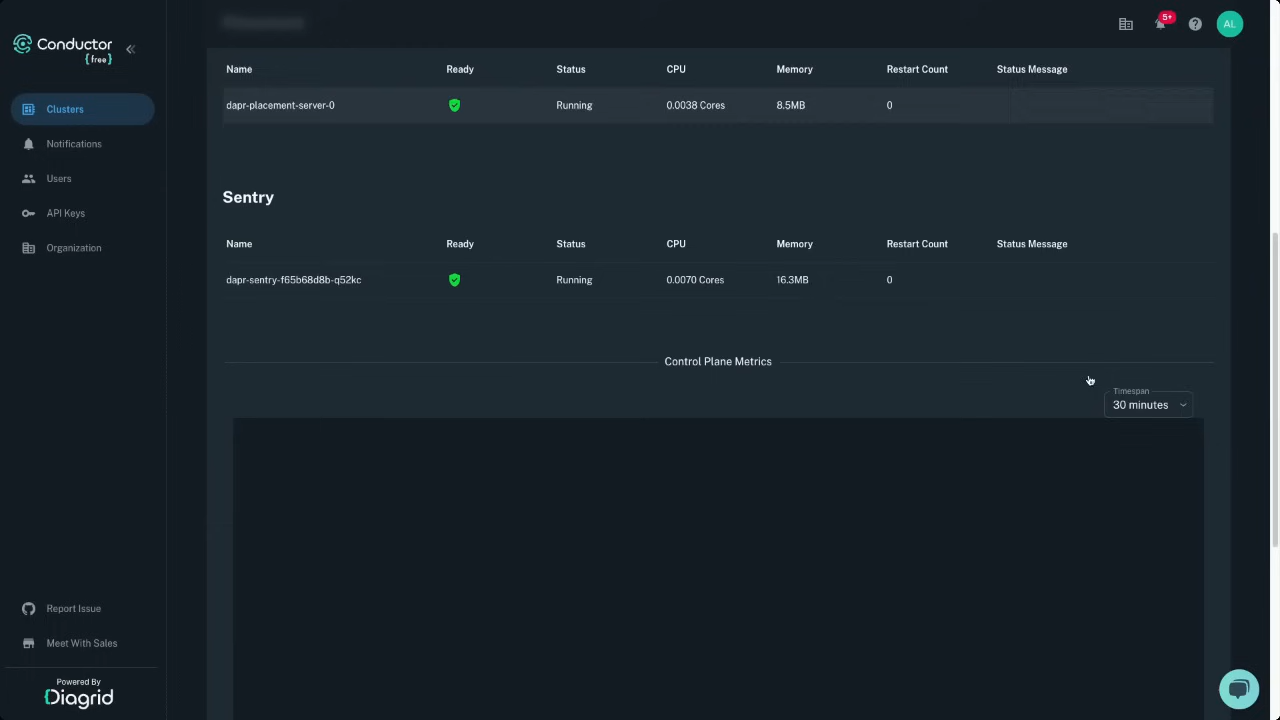 Conductor
{free}
5+
AL
Clusters
Notifications
Users
API Keys
Organization
Name Ready Status CPU Memory Restart Count Status Message
dapr-placement-server-0 Running 0.0038 Cores 8.5MB 0
Sentry
Name Ready Status CPU Memory Restart Count Status Message
dapr-sentry-f65b68d8b-q52kc Running 0.0070 Cores 16.3MB 0
Control Plane Metrics
Timespan
30 minutes
Report Issue
Meet With Sales
Powered By
Diagrid